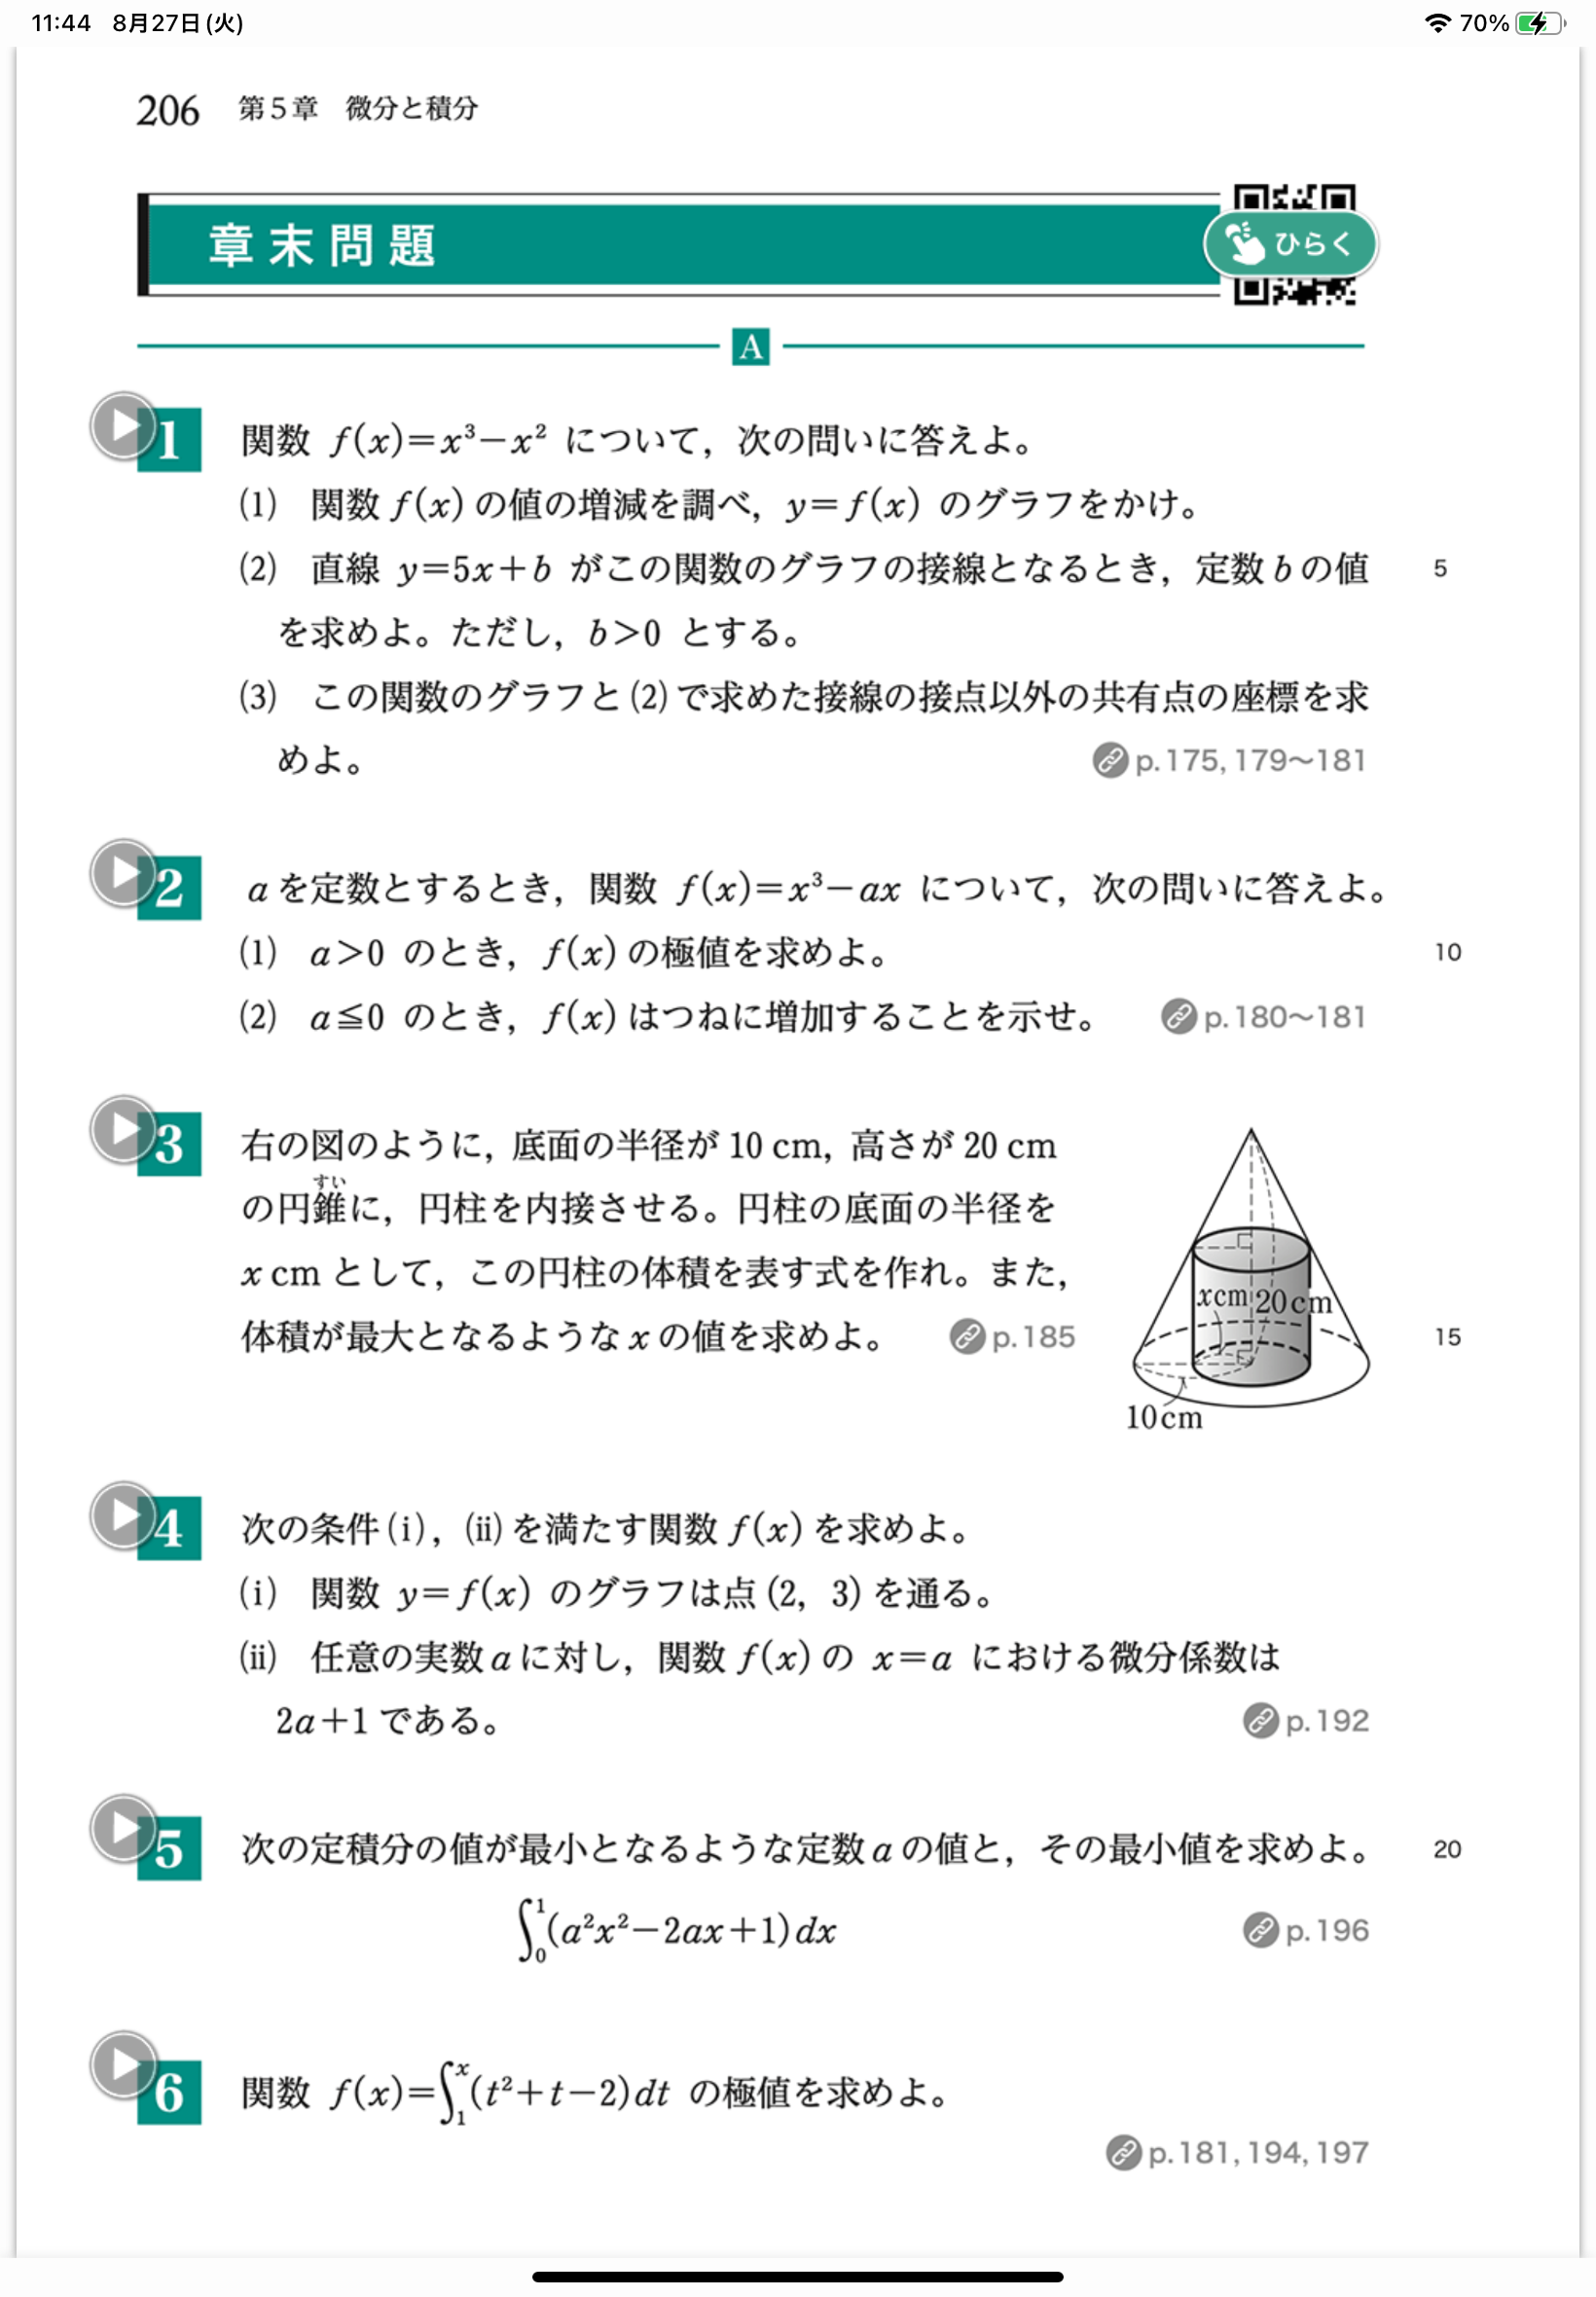 11:44 8月27日(火) 70%
206 第5章 微分と積分
章末問題
ひらく
A
1 関数 f(x)=x³−x² について，次の問いに答えよ。
(1) 関数 f(x) の値の増減を調べ，y=f(x) のグラフをかけ。
(2) 直線 y=5x+b がこの関数のグラフの接線となるとき，定数 b の値 5
を求めよ。ただし，b>0 とする。
(3) この関数のグラフと(2)で求めた接線の接点以外の共有点の座標を求
めよ。 p.175, 179〜181
2 a を定数とするとき，関数 f(x)=x³−ax について，次の問いに答えよ。
(1) a>0 のとき，f(x) の極値を求めよ。 10
(2) a≦0 のとき，f(x) はつねに増加することを示せ。 p.180〜181
3 右の図のように，底面の半径が 10 cm，高さが 20 cm
すい
の円錐に，円柱を内接させる。円柱の底面の半径を
x cm として，この円柱の体積を表す式を作れ。また，
体積が最大となるような x の値を求めよ。 p.185 15
xcm 20cm
10cm
4 次の条件(i)，(ii)を満たす関数 f(x) を求めよ。
(i) 関数 y=f(x) のグラフは点(2, 3)を通る。
(ii) 任意の実数 a に対し，関数 f(x) の x=a における微分係数は
2a+1 である。 p.192
5 次の定積分の値が最小となるような定数 a の値と，その最小値を求めよ。 20
∫₀¹(a²x²−2ax+1)dx p.196
6 関数 f(x)=∫₁ˣ(t²+t−2)dt の極値を求めよ。
p.181, 194, 197